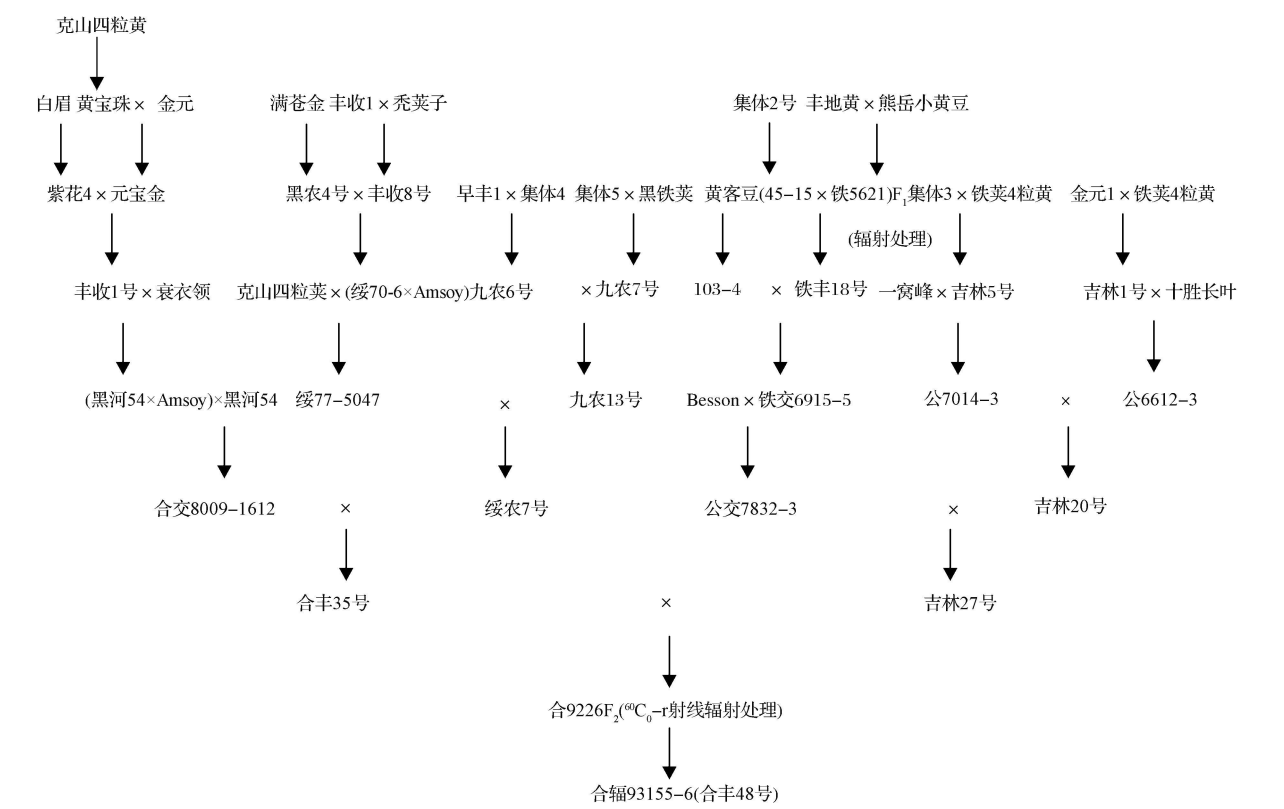 克山四粒黄
白眉 黄宝珠× 金元 满苍金 丰收1×秃荚子 集体2号 丰地黄×熊岳小黄豆
紫花4×元宝金 黑农4号×丰收8号 早丰1×集体4 集体5×黑铁荚 黄客豆(45-15×铁5621)F₁集体3×铁荚4粒黄 金元1×铁荚4粒黄
(辐射处理)
丰收1号×蓑衣领 克山四粒荚×(绥70-6×Amsoy)九农6号 ×九农7号 103-4 × 铁丰18号 一窝峰×吉林5号 吉林1号×十胜长叶
(黑河54×Amsoy)×黑河54 绥77-5047 × 九农13号 Besson×铁交6915-5 公7014-3 × 公6612-3
合交8009-1612 × 绥农7号 公交7832-3 × 吉林20号
合丰35号 × 吉林27号
合9226F₂(⁶⁰C₀-r射线辐射处理)
合辐93155-6(合丰48号)